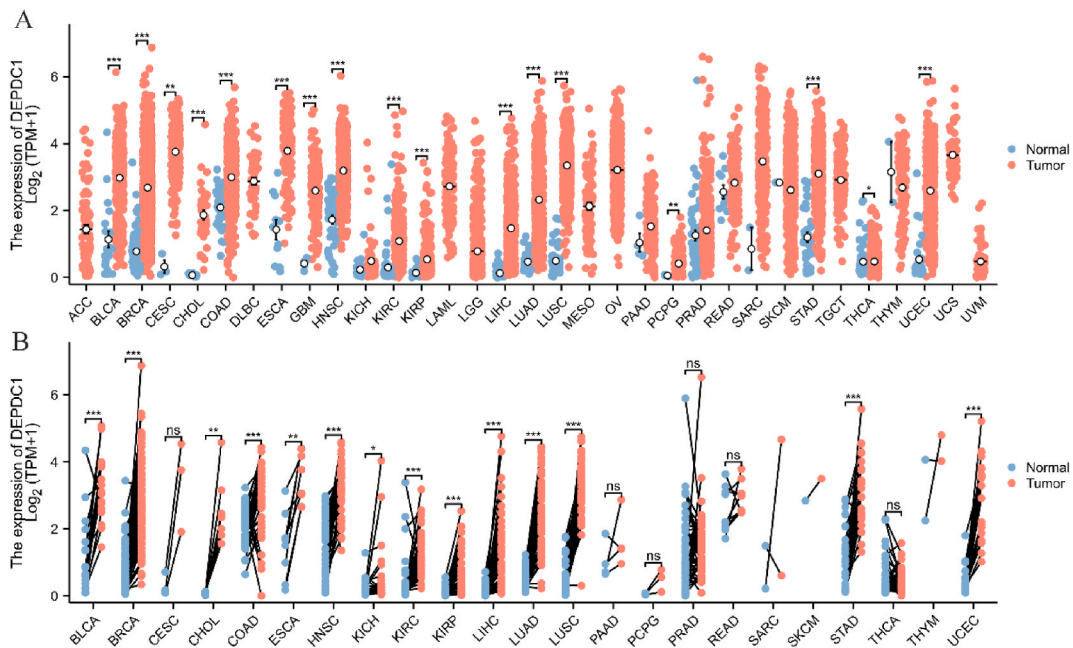 A
The expression of DEPDC1
Log2 (TPM+1)
6
4
2
0
*** *** ** *** *** *** *** *** *** *** *** *** *** ** *** * ***
Normal
Tumor
ACC BLCA BRCA CESC CHOL COAD DLBC ESCA GBM HNSC KICH KIRC KIRP LAML LGG LIHC LUAD LUSC MESO OV PAAD PCPG PRAD READ SARC SKCM STAD TGCT THCA THYM UCEC UCS UVM
B
The expression of DEPDC1
Log2 (TPM+1)
6
4
2
0
*** *** ns ** *** ** *** * *** *** *** *** *** ns ns ns ns *** ns ***
Normal
Tumor
BLCA BRCA CESC CHOL COAD ESCA HNSC KICH KIRC KIRP LIHC LUAD LUSC PAAD PCPG PRAD READ SARC SKCM STAD THCA THYM UCEC